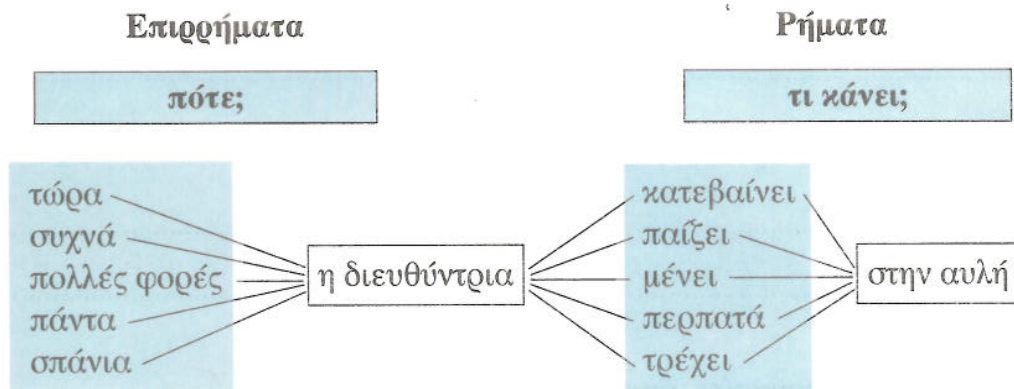 Επιρρήματα
Ρήματα
πότε;
τι κάνει;
τώρα
συχνά
πολλές φορές
πάντα
σπάνια
η διευθύντρια
κατεβαίνει
παίζει
μένει
περπατά
τρέχει
στην αυλή